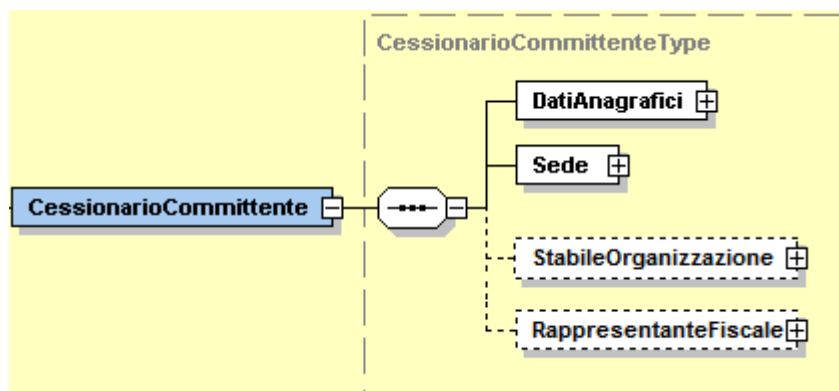 CessionarioCommittenteType
DatiAnagrafici
Sede
CessionarioCommittente
StabileOrganizzazione
RappresentanteFiscale